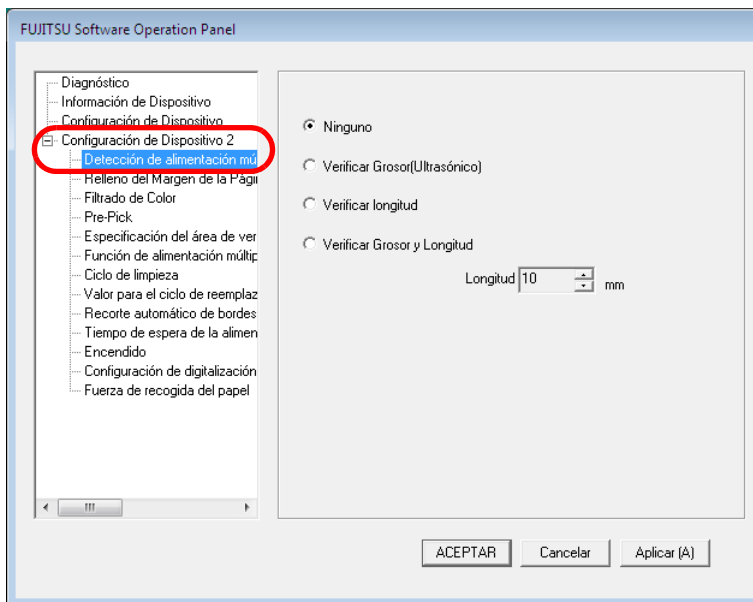 FUJITSU Software Operation Panel
Diagnóstico
Información de Dispositivo
Configuración de Dispositivo
Configuración de Dispositivo 2
Detección de alimentación mú
Relleno del Margen de la Pági
Filtrado de Color
Pre-Pick
Especificación del área de ver
Función de alimentación múltip
Ciclo de limpieza
Valor para el ciclo de reemplaz
Recorte automático de bordes
Tiempo de espera de la alimen
Encendido
Configuración de digitalización
Fuerza de recogida del papel
Ninguno
Verificar Grosor(Ultrasónico)
Verificar longitud
Verificar Grosor y Longitud
Longitud 10 mm
ACEPTAR Cancelar Aplicar (A)